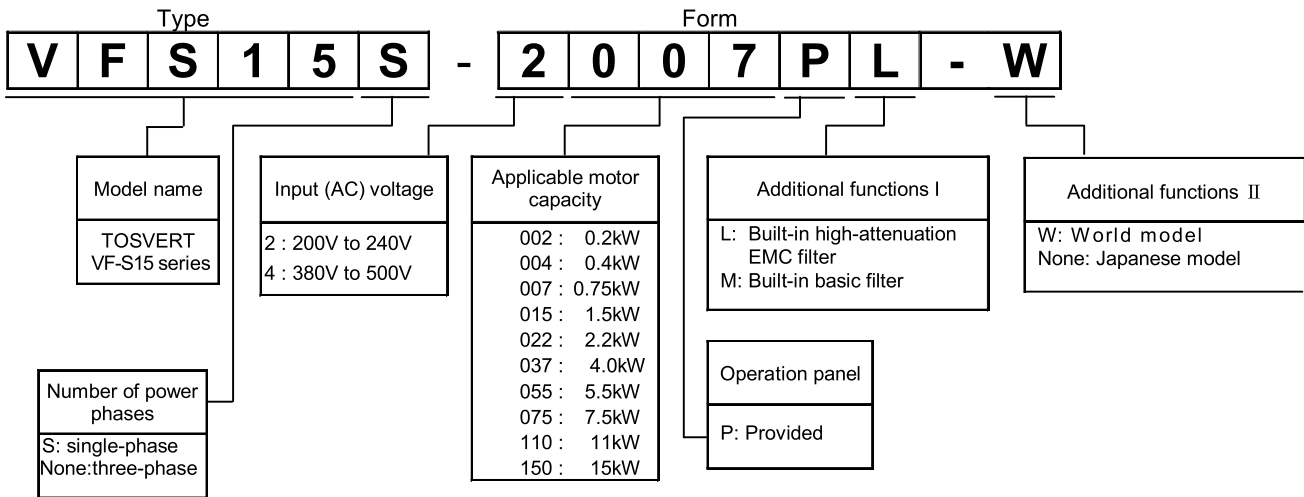 Type
Form
V F S 1 5 S - 2 0 0 7 P L - W
Model name
TOSVERT
VF-S15 series
Input (AC) voltage
2 : 200V to 240V
4 : 380V to 500V
Applicable motor
capacity
002 : 0.2kW
004 : 0.4kW
007 : 0.75kW
015 : 1.5kW
022 : 2.2kW
037 : 4.0kW
055 : 5.5kW
075 : 7.5kW
110 : 11kW
150 : 15kW
Additional functions I
L: Built-in high-attenuation
EMC filter
M: Built-in basic filter
Additional functions Ⅱ
W: World model
None: Japanese model
Number of power
phases
S: single-phase
None:three-phase
Operation panel
P: Provided